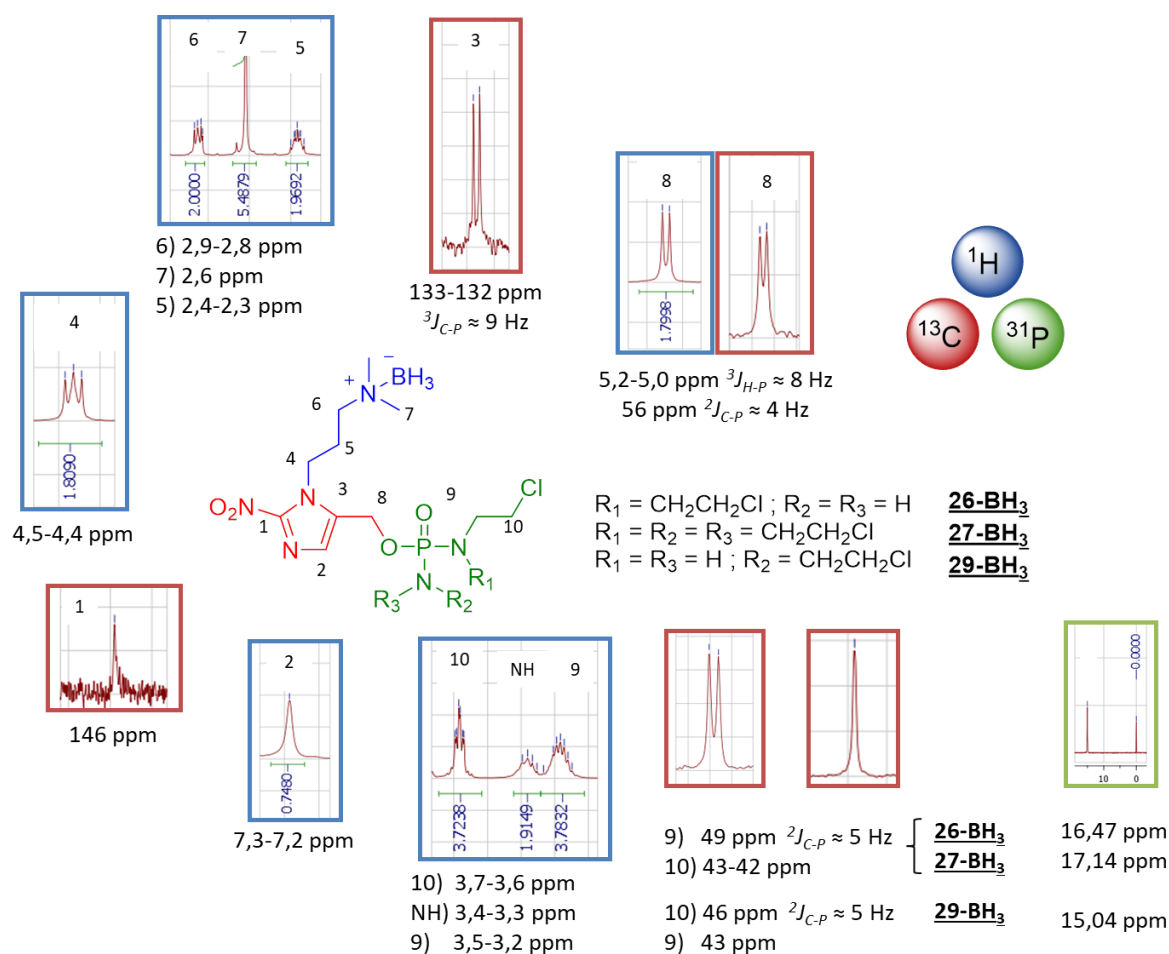 6 7 5
2.0000
5.4879
1.9692
6) 2,9-2,8 ppm
7) 2,6 ppm
5) 2,4-2,3 ppm
3
133-132 ppm
³J_C-P ≈ 9 Hz
8
1.7998
8
5,2-5,0 ppm ³J_H-P ≈ 8 Hz
56 ppm ²J_C-P ≈ 4 Hz
¹H
¹³C
³¹P
4
1.8090
4,5-4,4 ppm
−
+
N
BH₃
6
7
5
4
3
8
9
Cl
N
O
10
O₂N
1
N
2
O
P
N
R₁
N
R₃
R₂
R₁ = CH₂CH₂Cl ; R₂ = R₃ = H 26-BH₃
R₁ = R₂ = R₃ = CH₂CH₂Cl 27-BH₃
R₁ = R₃ = H ; R₂ = CH₂CH₂Cl 29-BH₃
1
146 ppm
2
0.7480
7,3-7,2 ppm
10 NH 9
3.7238
1.9149
3.7832
10) 3,7-3,6 ppm
NH) 3,4-3,3 ppm
9) 3,5-3,2 ppm
-0.0000
10 0
9) 49 ppm ²J_C-P ≈ 5 Hz 26-BH₃ 16,47 ppm
10) 43-42 ppm 27-BH₃ 17,14 ppm
10) 46 ppm ²J_C-P ≈ 5 Hz 29-BH₃ 15,04 ppm
9) 43 ppm